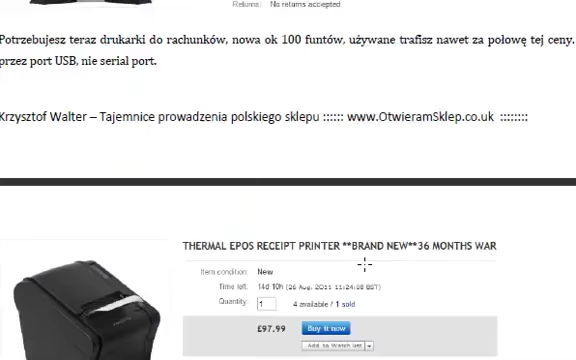 Returns: No returns accepted
Potrzebujesz teraz drukarki do rachunków, nowa ok 100 funtów, używane trafisz nawet za połowę tej ceny.
przez port USB, nie serial port.
Krzysztof Walter – Tajemnice prowadzenia polskiego sklepu :::::: www.OtwieramSklep.co.uk ::::::::
THERMAL EPOS RECEIPT PRINTER **BRAND NEW**36 MONTHS WAR
Item condition: New
Time left: 14d 10h (26 Aug, 2011 11:24:08 BST)
Quantity: 1 4 available / 1 sold
£97.99 Buy it now
Add to Watch list